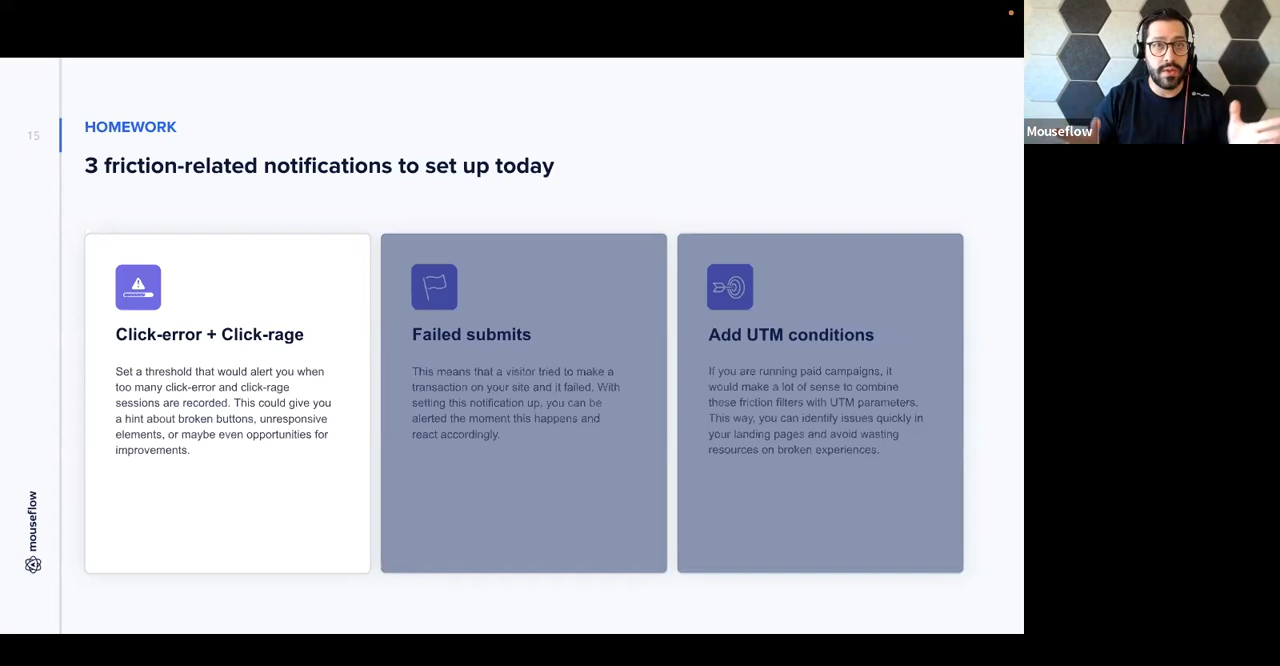 Mouseflow
15
HOMEWORK
3 friction-related notifications to set up today
Click-error + Click-rage
Set a threshold that would alert you when
too many click-error and click-rage
sessions are recorded. This could give you
a hint about broken buttons, unresponsive
elements, or maybe even opportunities for
improvements.
Failed submits
This means that a visitor tried to make a
transaction on your site and it failed. With
setting this notification up, you can be
alerted the moment this happens and
react accordingly.
Add UTM conditions
If you are running paid campaigns, it
would make a lot of sense to combine
these friction filters with UTM parameters.
This way, you can identify issues quickly in
your landing pages and avoid wasting
resources on broken experiences.
mouseflow